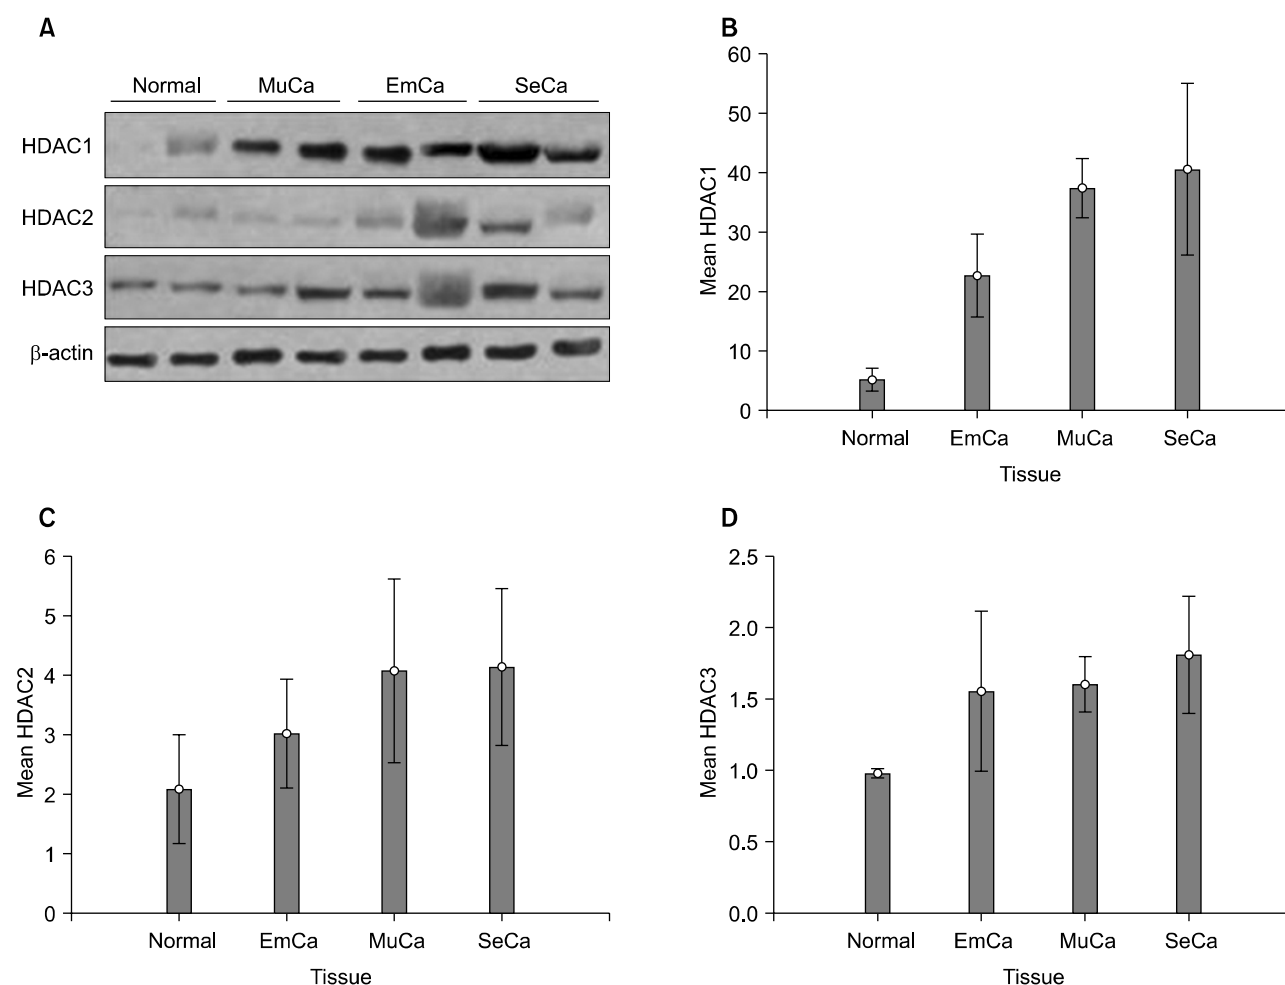 A
Normal MuCa EmCa SeCa
HDAC1
HDAC2
HDAC3
β-actin
B
60
50
40
30
20
10
0
Mean HDAC1
Normal EmCa MuCa SeCa
Tissue
C
6
5
4
3
2
1
0
Mean HDAC2
Normal EmCa MuCa SeCa
Tissue
D
2.5
2.0
1.5
1.0
0.5
0.0
Mean HDAC3
Normal EmCa MuCa SeCa
Tissue